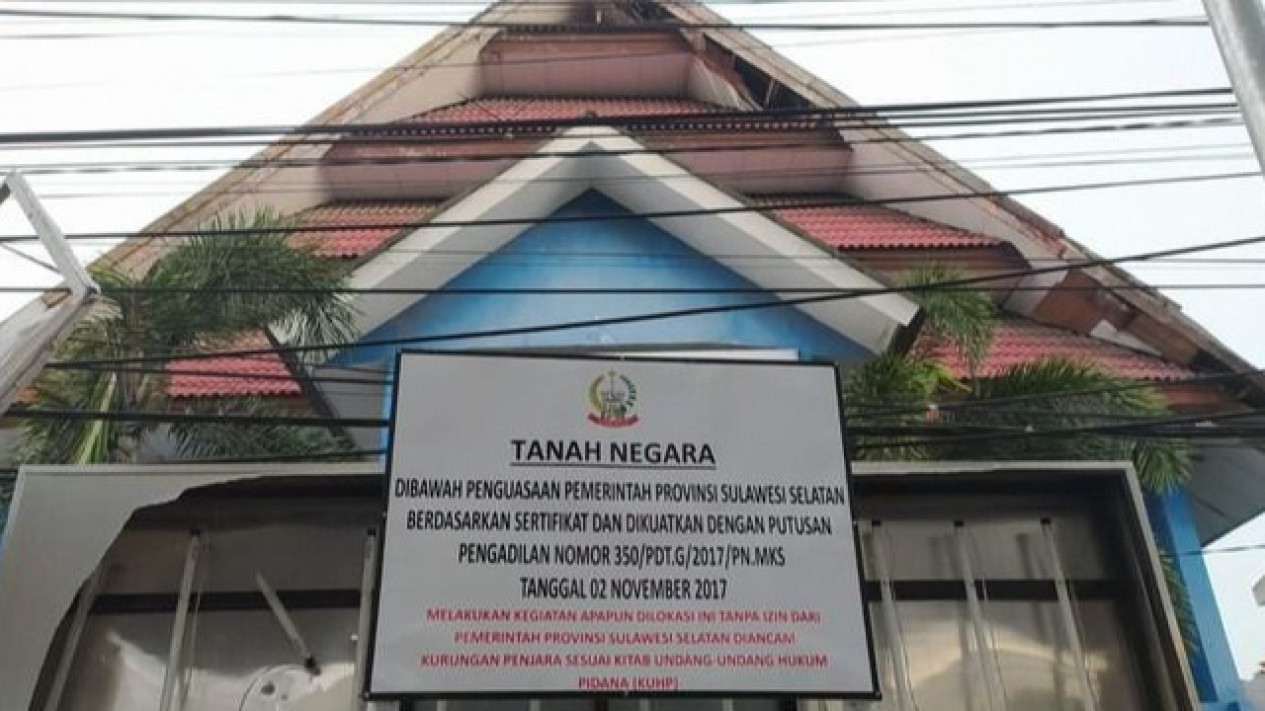 TANAH NEGARA
DIBAWAH PENGUASAAN PEMERINTAH PROVINSI SULAWESI SELATAN
BERDASARKAN SERTIFIKAT DAN DIKUATKAN DENGAN PUTUSAN
PENGADILAN NOMOR 350/PDT.G/2017/PN.MKS
TANGGAL 02 NOVEMBER 2017
MELAKUKAN KEGIATAN APAPUN DILOKASI INI TANPA IZIN DARI
PEMERINTAH PROVINSI SULAWESI SELATAN DIANCAM
KURUNGAN PENJARA SESUAI KITAB UNDANG-UNDANG HUKUM
PIDANA (KUHP)